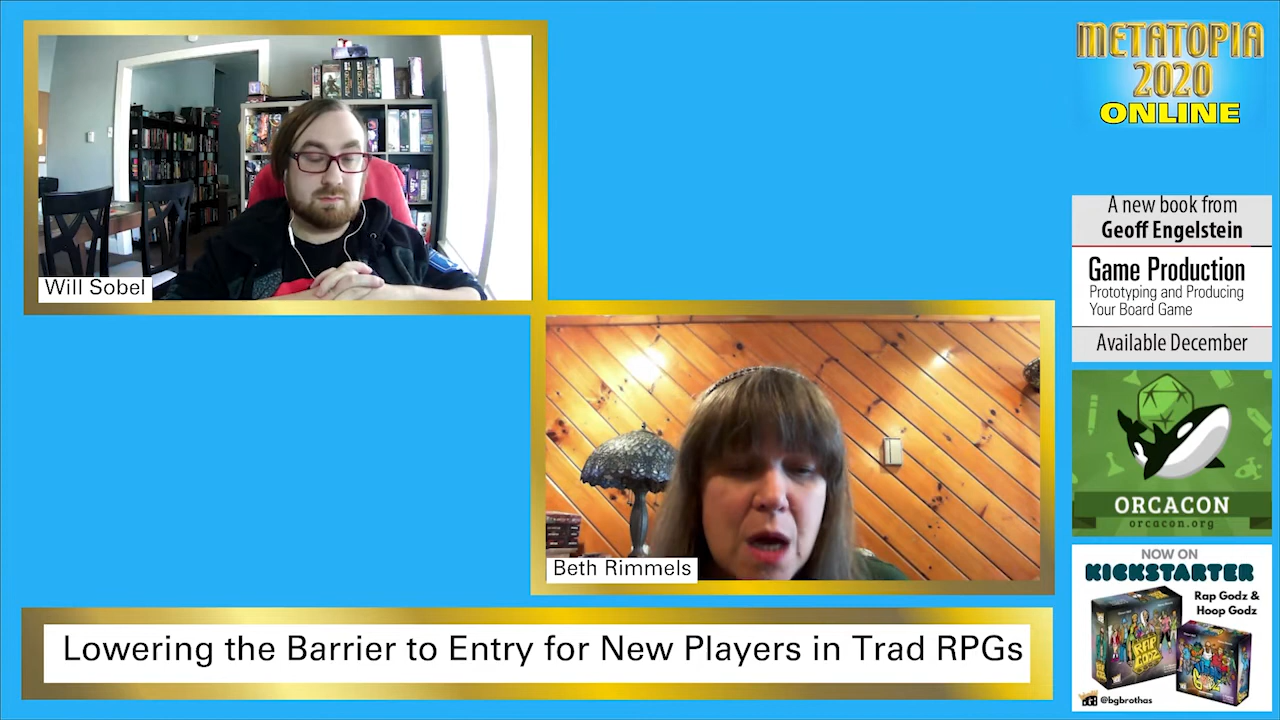 Will Sobel
Beth Rimmels
Lowering the Barrier to Entry for New Players in Trad RPGs
METATOPIA
2020
ONLINE
A new book from
Geoff Engelstein
Game Production
Prototyping and Producing
Your Board Game
Available December
ORCACON
orcacon.org
NOW ON
KICKSTARTER
Rap Godz &
Hoop Godz
RAP
GODZ
@bgbrothas